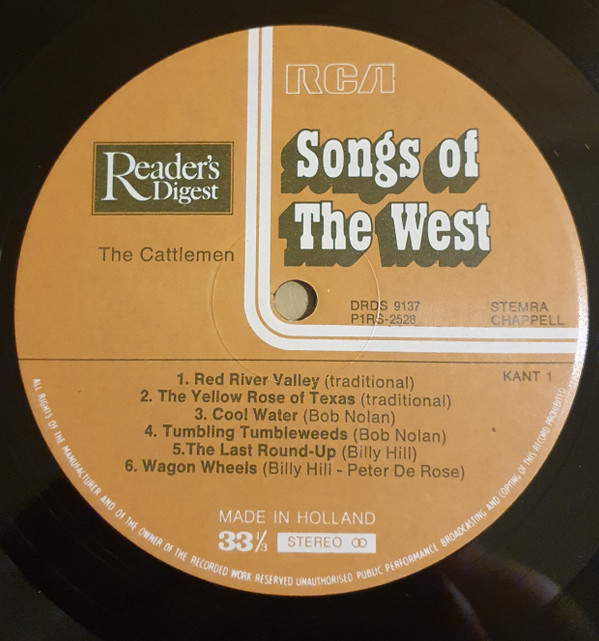 RCA
Reader's
Digest
Songs of
The West
The Cattlemen
DRDS 9137
P1RS-2528
STEMRA
CHAPPELL
KANT 1
1. Red River Valley (traditional)
2. The Yellow Rose of Texas (traditional)
3. Cool Water (Bob Nolan)
4. Tumbling Tumbleweeds (Bob Nolan)
5.The Last Round-Up (Billy Hill)
6. Wagon Wheels (Billy Hill - Peter De Rose)
MADE IN HOLLAND
33⅓ STEREO
ALL RIGHTS OF THE MANUFACTURER AND OF THE OWNER OF THE RECORDED WORK RESERVED UNAUTHORISED PUBLIC PERFORMANCE BROADCASTING AND COPYING OF THIS RECORD PROHIBITED